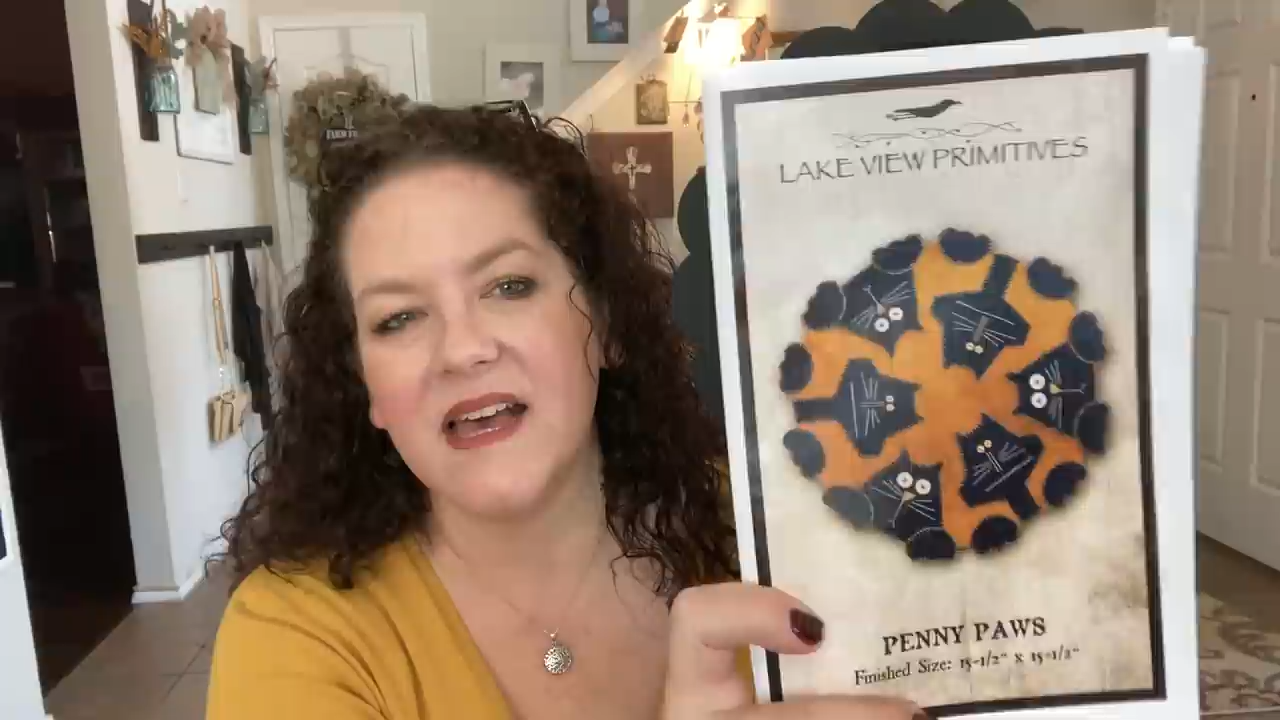 LAKE VIEW PRIMITIVES
PENNY PAWS
Finished Size: 15-1/2" x 15-1/2"